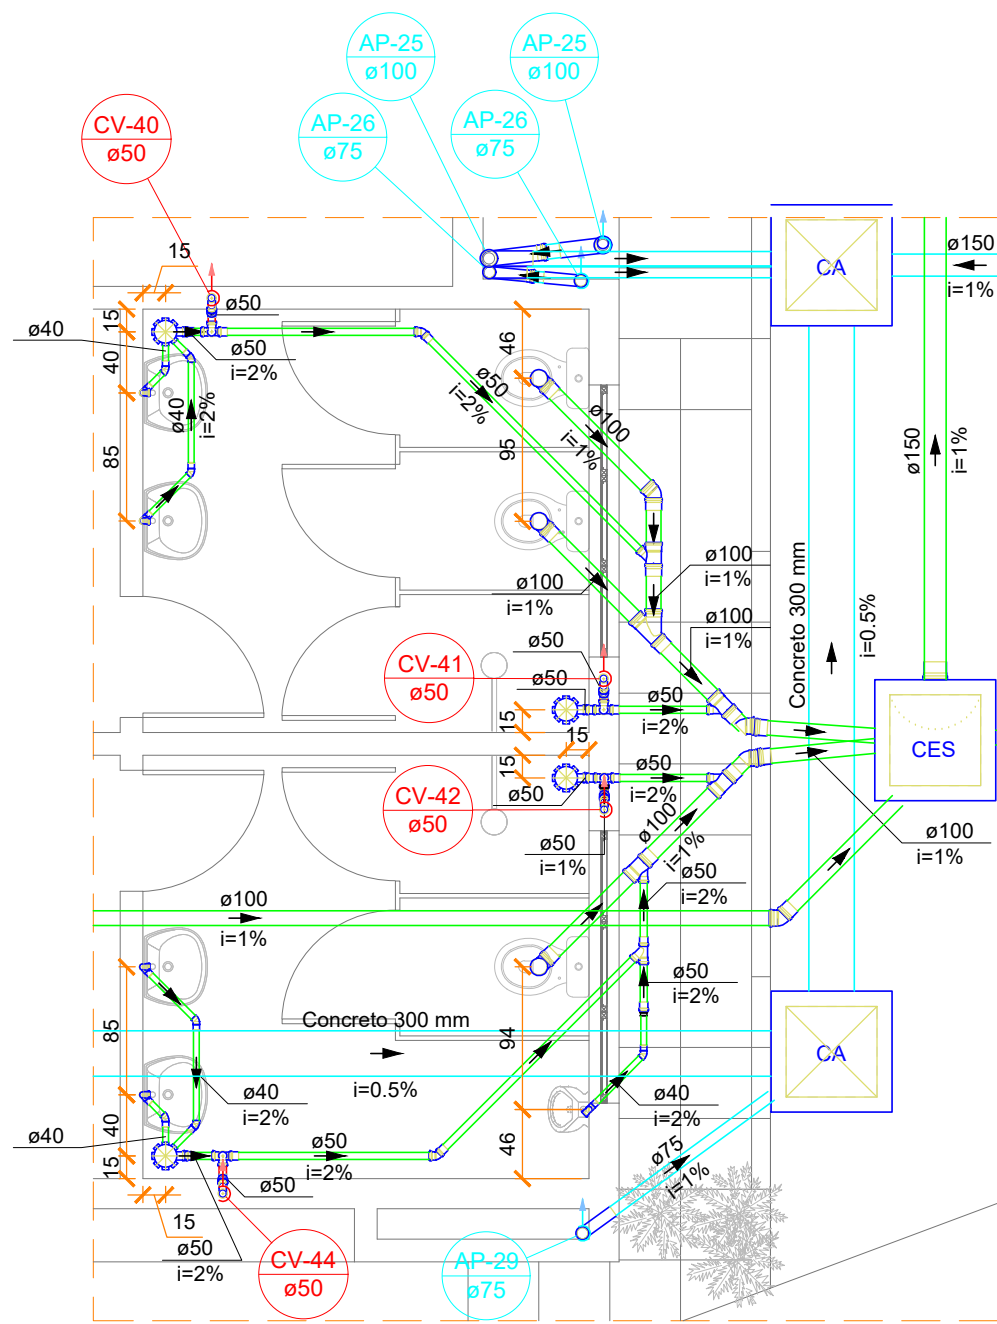 AP-25
ø100
AP-25
ø100
CV-40
ø50
AP-26
ø75
AP-26
ø75
15
ø150
i=1%
CA
ø50
15
ø40
ø50
i=2%
40
46
ø50
i=2%
ø40
i=2%
ø100
i=1%
85
95
ø150
i=1%
ø100
i=1%
ø100
i=1%
ø100
i=1%
Concreto 300 mm
i=0.5%
CV-41
ø50
ø50
ø50
ø50
i=2%
15
15
15
CES
ø50
ø50
i=2%
CV-42
ø50
ø100
i=1%
ø50
i=1%
ø100
i=1%
ø50
i=2%
ø100
i=1%
ø50
i=2%
85
Concreto 300 mm
i=0.5%
94
CA
ø40
i=2%
ø40
i=2%
40
ø40
ø50
i=2%
46
ø75
i=1%
15
ø50
15
ø50
i=2%
CV-44
ø50
AP-29
ø75